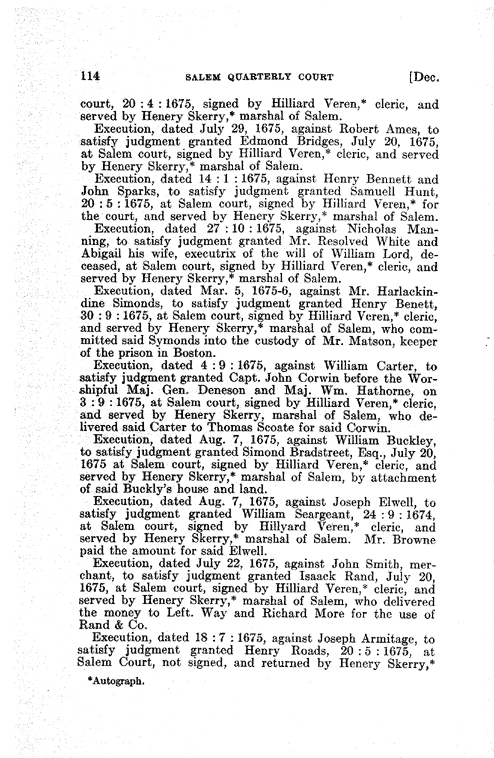 114 SALEM QUARTERLY COURT [Dec.
court, 20 : 4 : 1675, signed by Hilliard Veren,* cleric, and
served by Henery Skerry,* marshal of Salem.
Execution, dated July 29, 1675, against Robert Ames, to
satisfy judgment granted Edmond Bridges, July 20, 1675,
at Salem court, signed by Hilliard Veren,* cleric, and served
by Henery Skerry,* marshal of Salem.
Execution, dated 14 : 1 : 1675, against Henry Bennett and
John Sparks, to satisfy judgment granted Samuell Hunt,
20 : 5 : 1675, at Salem court, signed by Hilliard Veren,* for
the court, and served by Henery Skerry,* marshal of Salem.
Execution, dated 27 : 10 : 1675, against Nicholas Man-
ning, to satisfy judgment granted Mr. Resolved White and
Abigail his wife, executrix of the will of William Lord, de-
ceased, at Salem court, signed by Hilliard Veren,* cleric, and
served by Henery Skerry,* marshal of Salem.
Execution, dated Mar. 5, 1675-6, against Mr. Harlackin-
dine Simonds, to satisfy judgment granted Henry Benett,
30 : 9 : 1675, at Salem court, signed by Hilliard Veren,* cleric,
and served by Henery Skerry,* marshal of Salem, who com-
mitted said Symonds into the custody of Mr. Matson, keeper
of the prison in Boston.
Execution, dated 4 : 9 : 1675, against William Carter, to
satisfy judgment granted Capt. John Corwin before the Wor-
shipful Maj. Gen. Deneson and Maj. Wm. Hathorne, on
3 : 9 : 1675, at Salem court, signed by Hilliard Veren,* cleric,
and served by Henery Skerry, marshal of Salem, who de-
livered said Carter to Thomas Scoate for said Corwin.
Execution, dated Aug. 7, 1675, against William Buckley,
to satisfy judgment granted Simond Bradstreet, Esq., July 20,
1675 at Salem court, signed by Hilliard Veren,* cleric, and
served by Henery Skerry,* marshal of Salem, by attachment
of said Buckly's house and land.
Execution, dated Aug. 7, 1675, against Joseph Elwell, to
satisfy judgment granted William Seargeant, 24 : 9 : 1674,
at Salem court, signed by Hillyard Veren,* cleric, and
served by Henery Skerry,* marshal of Salem. Mr. Browne
paid the amount for said Elwell.
Execution, dated July 22, 1675, against John Smith, mer-
chant, to satisfy judgment granted Isaack Rand, July 20,
1675, at Salem court, signed by Hilliard Veren,* cleric, and
served by Henery Skerry,* marshal of Salem, who delivered
the money to Left. Way and Richard More for the use of
Rand & Co.
Execution, dated 18 : 7 : 1675, against Joseph Armitage, to
satisfy judgment granted Henry Roads, 20 : 5 : 1675, at
Salem Court, not signed, and returned by Henery Skerry,*
*Autograph.